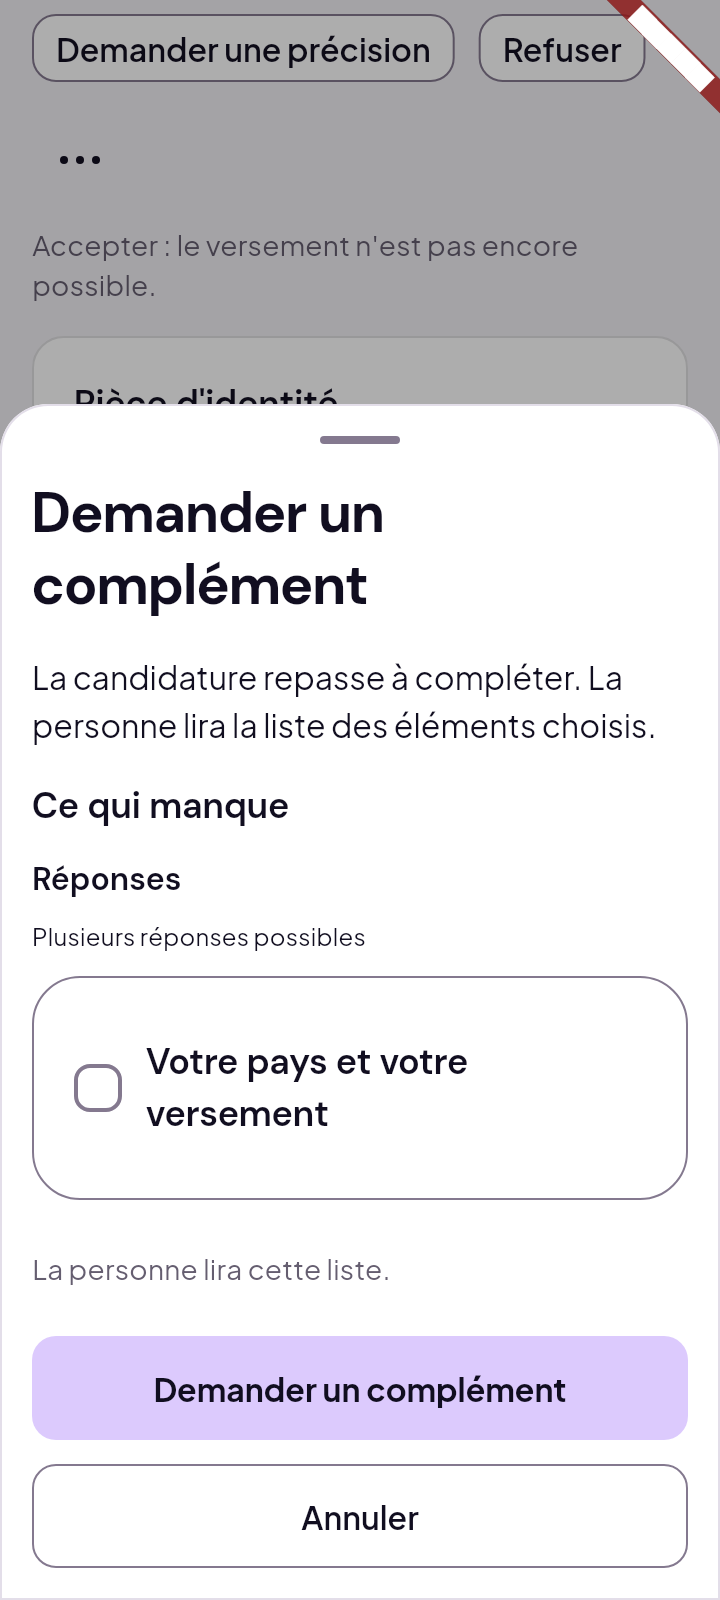 Demander une précision
Refuser
...
Accepter : le versement n'est pas encore
possible.
Pièce d'identité
Demander un
complément
La candidature repasse à compléter. La
personne lira la liste des éléments choisis.
Ce qui manque
Réponses
Plusieurs réponses possibles
Votre pays et votre
versement
La personne lira cette liste.
Demander un complément
Annuler